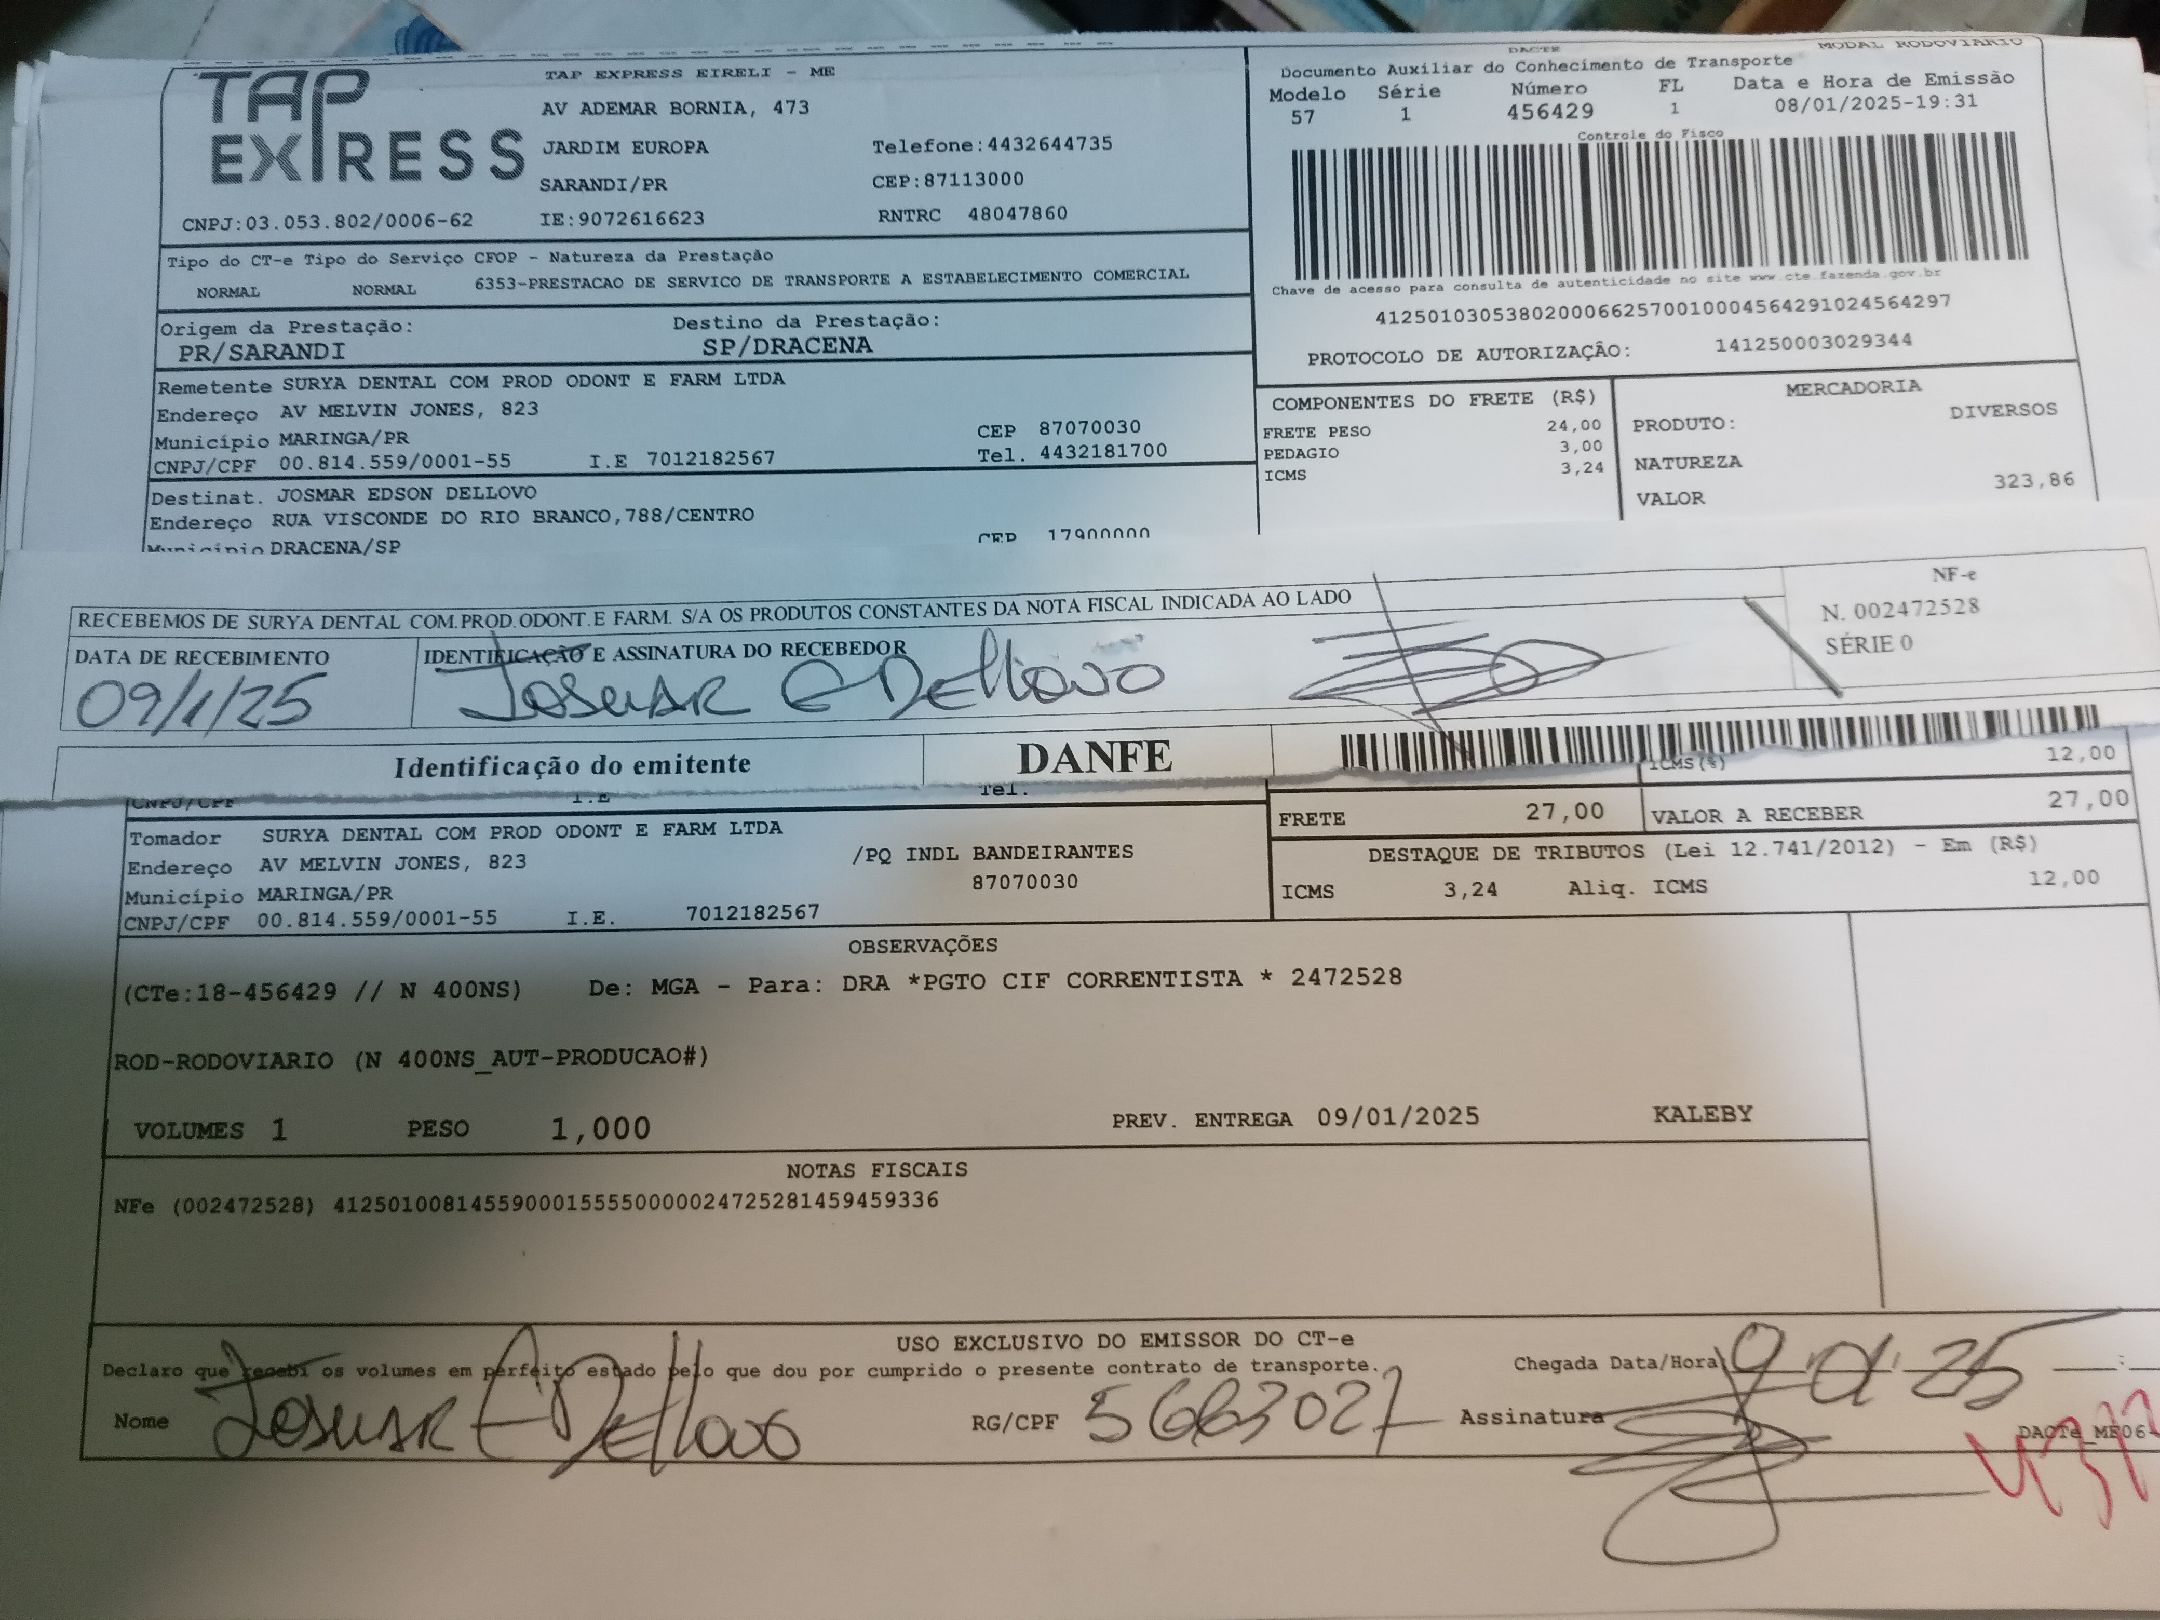 DACTE MODAL RODOVIARIO
TAP EXPRESS
TAP EXPRESS EIRELI - ME
AV ADEMAR BORNIA, 473
JARDIM EUROPA Telefone:4432644735
SARANDI/PR CEP:87113000
CNPJ:03.053.802/0006-62 IE:9072616623 RNTRC 48047860
Documento Auxiliar do Conhecimento de Transporte
Modelo Série Número FL Data e Hora de Emissão
57 1 456429 1 08/01/2025-19:31
Controle do Fisco
Chave de acesso para consulta de autenticidade no site www.cte.fazenda.gov.br
41250103053802000662570010004564291024564297
PROTOCOLO DE AUTORIZAÇÃO: 141250003029344
Tipo do CT-e Tipo do Serviço CFOP - Natureza da Prestação
NORMAL NORMAL 6353-PRESTACAO DE SERVICO DE TRANSPORTE A ESTABELECIMENTO COMERCIAL
Origem da Prestação: Destino da Prestação:
PR/SARANDI SP/DRACENA
Remetente SURYA DENTAL COM PROD ODONT E FARM LTDA
Endereço AV MELVIN JONES, 823
Município MARINGA/PR CEP 87070030
CNPJ/CPF 00.814.559/0001-55 I.E 7012182567 Tel. 4432181700
COMPONENTES DO FRETE (R$)
FRETE PESO 24,00
PEDAGIO 3,00
ICMS 3,24
MERCADORIA
PRODUTO: DIVERSOS
NATUREZA
VALOR 323,86
Destinat. JOSMAR EDSON DELLOVO
Endereço RUA VISCONDE DO RIO BRANCO,788/CENTRO
Município DRACENA/SP CEP 17900000
RECEBEMOS DE SURYA DENTAL COM.PROD.ODONT.E FARM. S/A OS PRODUTOS CONSTANTES DA NOTA FISCAL INDICADA AO LADO
NF-e
N. 002472528
SÉRIE 0
DATA DE RECEBIMENTO IDENTIFICAÇÃO E ASSINATURA DO RECEBEDOR
09/1/25 Josmar E Dellovo
Identificação do emitente DANFE
CNPJ/CPF I.E Tel. ICMS(%) 12,00
FRETE 27,00 VALOR A RECEBER 27,00
Tomador SURYA DENTAL COM PROD ODONT E FARM LTDA
Endereço AV MELVIN JONES, 823 /PQ INDL BANDEIRANTES
Município MARINGA/PR 87070030
CNPJ/CPF 00.814.559/0001-55 I.E. 7012182567
DESTAQUE DE TRIBUTOS (Lei 12.741/2012) - Em (R$)
ICMS 3,24 Aliq. ICMS 12,00
OBSERVAÇÕES
(CTe:18-456429 // N 400NS) De: MGA - Para: DRA *PGTO CIF CORRENTISTA * 2472528
ROD-RODOVIARIO (N 400NS_AUT-PRODUCAO#)
VOLUMES 1 PESO 1,000 PREV. ENTREGA 09/01/2025 KALEBY
NOTAS FISCAIS
NFe (002472528) 41250100814559000155550000024725281459459336
USO EXCLUSIVO DO EMISSOR DO CT-e
Declaro que recebi os volumes em perfeito estado pelo que dou por cumprido o presente contrato de transporte. Chegada Data/Hora 9 01 25
Nome Josmar E Dellovo RG/CPF 5663027 Assinatura